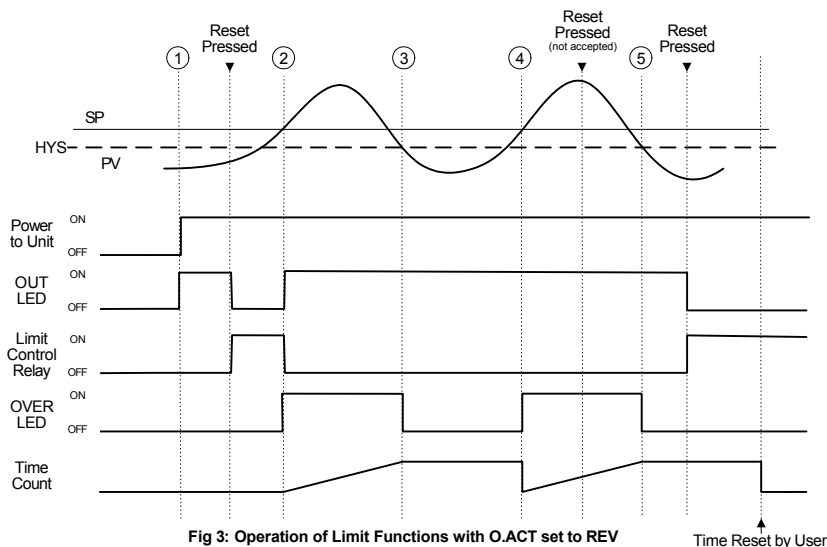 Reset
Pressed
Reset
Pressed
(not accepted)
Reset
Pressed
1
2
3
4
5
SP
HYS
PV
Power
to Unit
ON
OFF
OUT
LED
ON
OFF
Limit
Control
Relay
ON
OFF
OVER
LED
ON
OFF
Time
Count
Fig 3: Operation of Limit Functions with O.ACT set to REV
Time Reset by User